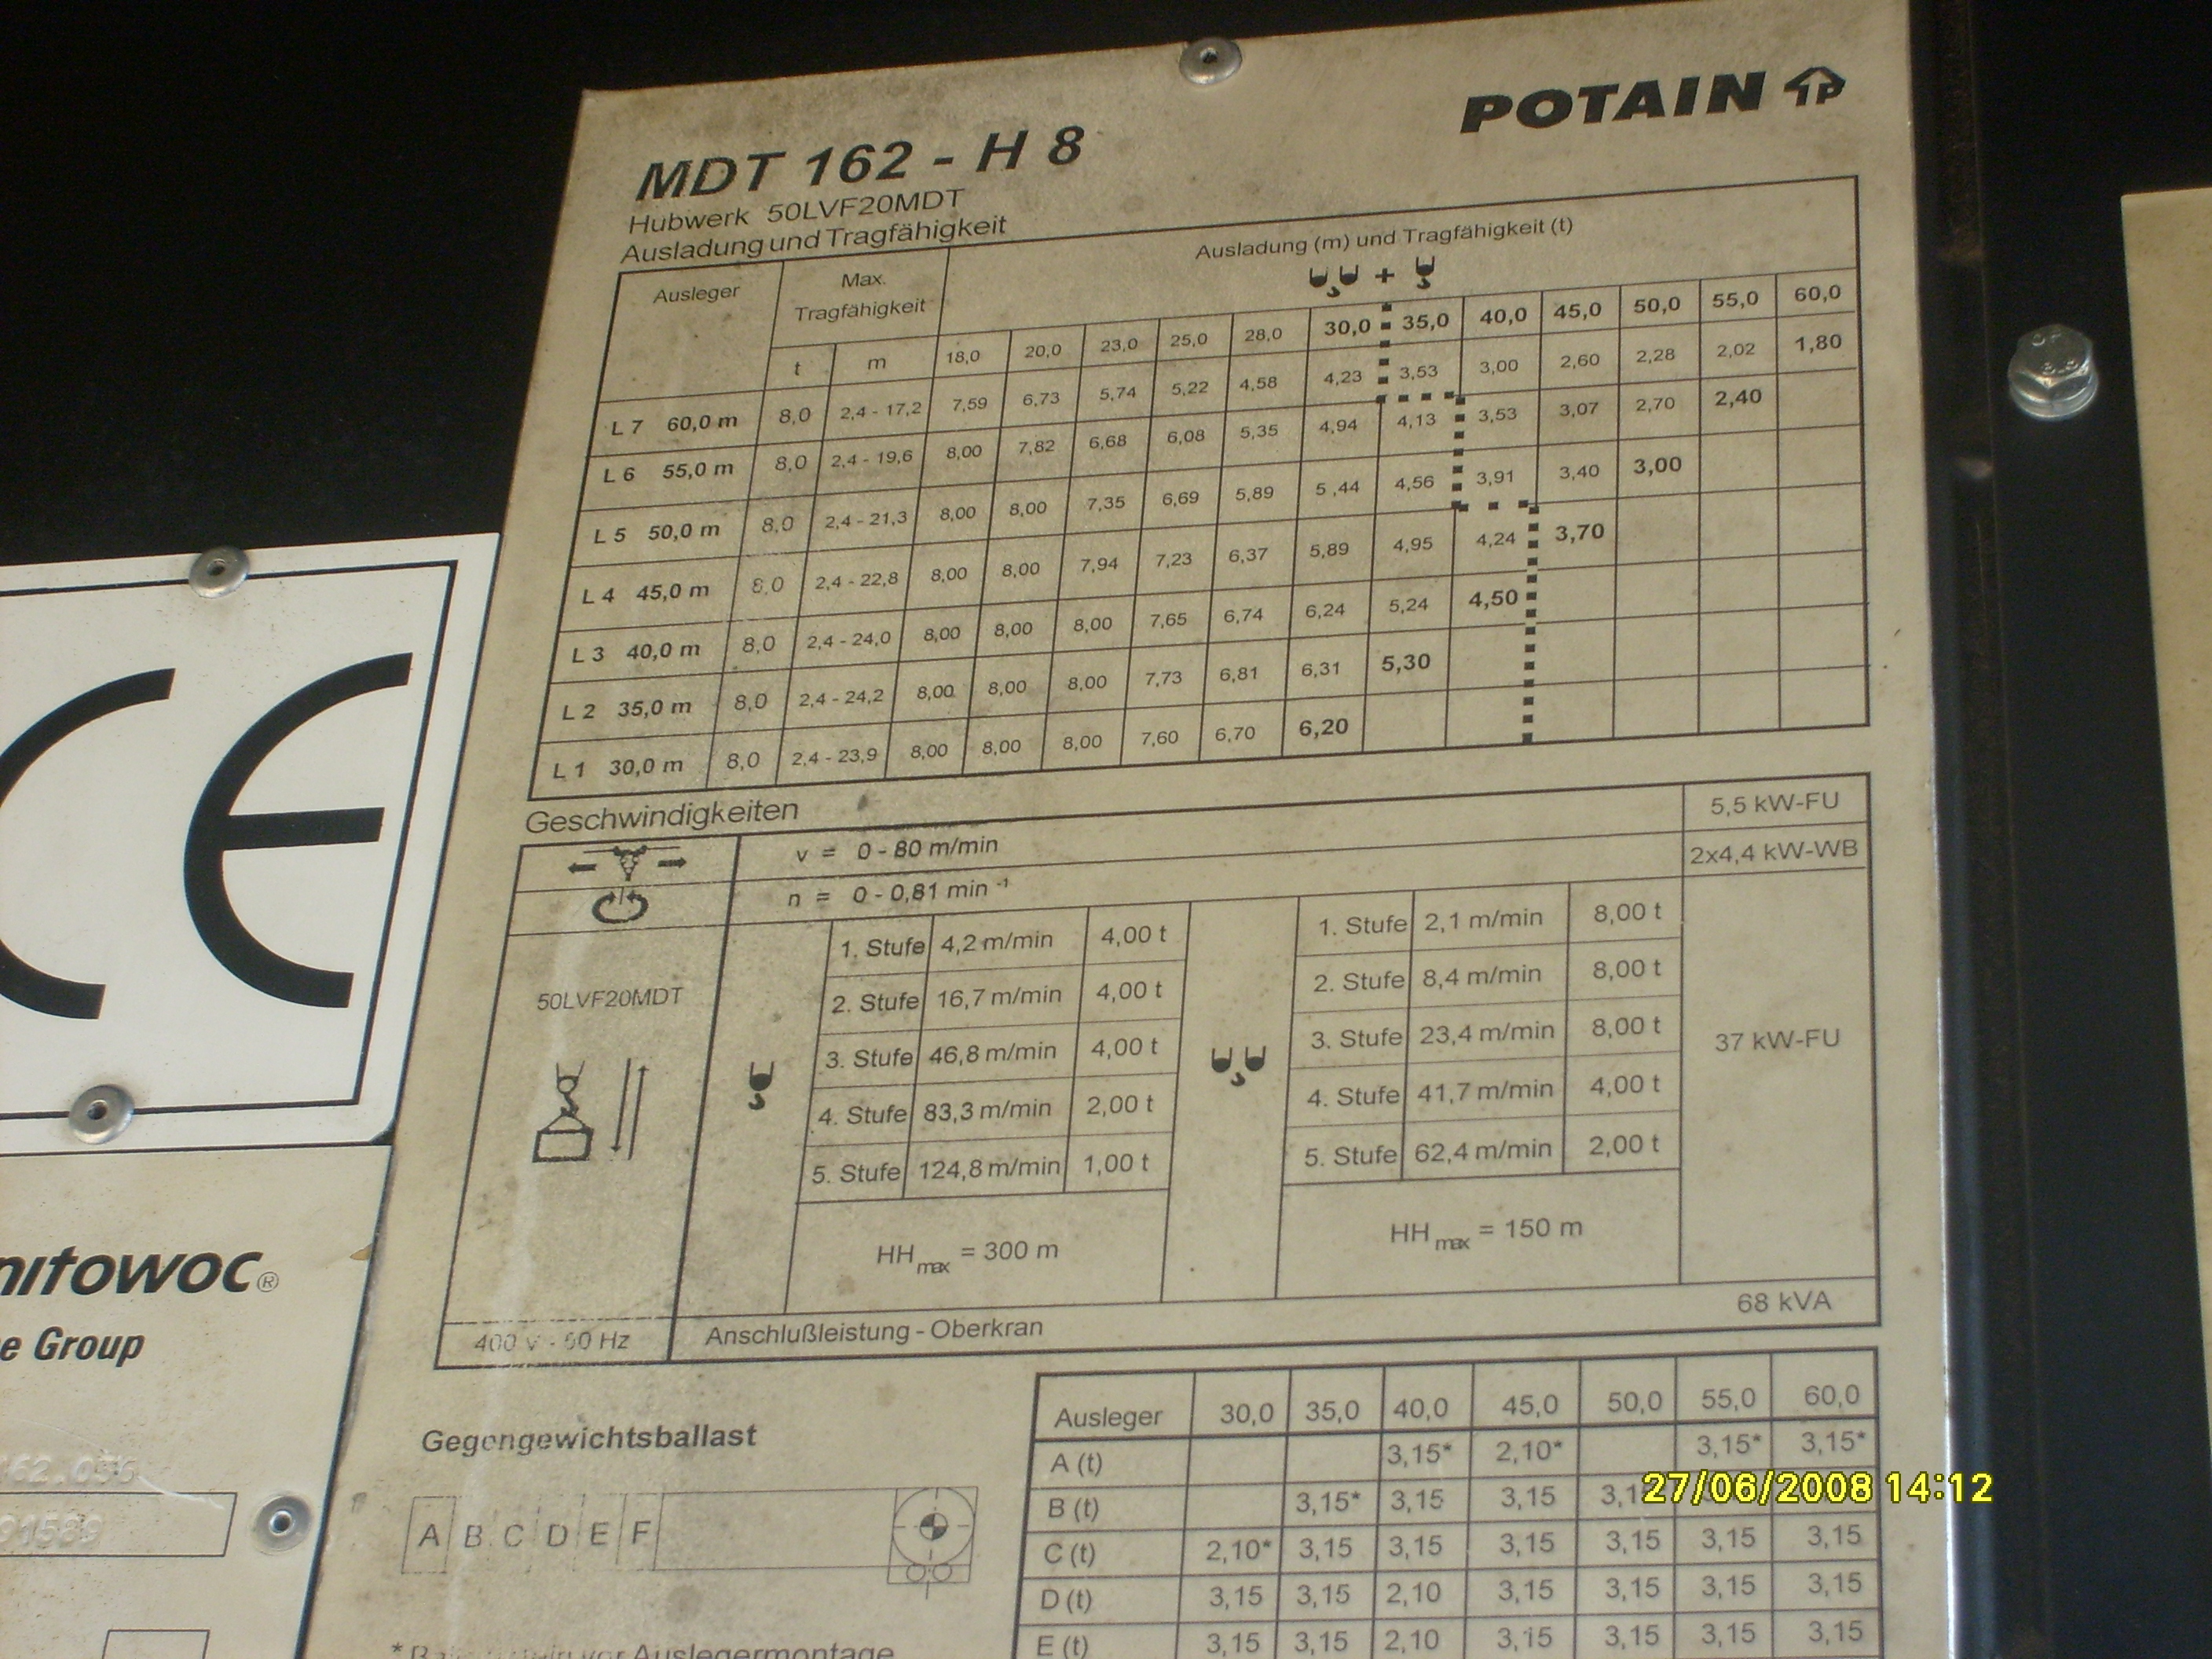 POTAIN
MDT 162 - H 8
Hubwerk 50LVF20MDT
Ausladung und Tragfähigkeit
Ausleger Max. Tragfähigkeit Ausladung (m) und Tragfähigkeit (t)
+
t m 18,0 20,0 23,0 25,0 28,0 30,0 35,0 40,0 45,0 50,0 55,0 60,0
L 7 60,0 m 8,0 2,4 - 17,2 7,59 6,73 5,74 5,22 4,58 4,23 3,53 3,00 2,60 2,28 2,02 1,80
L 6 55,0 m 8,0 2,4 - 19,6 8,00 7,82 6,68 6,08 5,35 4,94 4,13 3,53 3,07 2,70 2,40
L 5 50,0 m 8,0 2,4 - 21,3 8,00 8,00 7,35 6,69 5,89 5,44 4,56 3,91 3,40 3,00
L 4 45,0 m 8,0 2,4 - 22,8 8,00 8,00 7,94 7,23 6,37 5,89 4,95 4,24 3,70
L 3 40,0 m 8,0 2,4 - 24,0 8,00 8,00 8,00 7,65 6,74 6,24 5,24 4,50
L 2 35,0 m 8,0 2,4 - 24,2 8,00 8,00 8,00 7,73 6,81 6,31 5,30
L 1 30,0 m 8,0 2,4 - 23,9 8,00 8,00 8,00 7,60 6,70 6,20
Geschwindigkeiten
v = 0 - 80 m/min 5,5 kW-FU
n = 0 - 0,81 min -1 2x4,4 kW-WB
50LVF20MDT
1. Stufe 4,2 m/min 4,00 t 1. Stufe 2,1 m/min 8,00 t
2. Stufe 16,7 m/min 4,00 t 2. Stufe 8,4 m/min 8,00 t
3. Stufe 46,8 m/min 4,00 t 3. Stufe 23,4 m/min 8,00 t 37 kW-FU
4. Stufe 83,3 m/min 2,00 t 4. Stufe 41,7 m/min 4,00 t
5. Stufe 124,8 m/min 1,00 t 5. Stufe 62,4 m/min 2,00 t
HH max = 300 m HH max = 150 m
400 V - Hz Anschlußleistung - Oberkran 68 kVA
Gegengewichtsballast
A B C D E F
Ausleger 30,0 35,0 40,0 45,0 50,0 55,0 60,0
A (t) 3,15* 2,10* 3,15* 3,15*
B (t) 3,15* 3,15 3,15
C (t) 2,10* 3,15 3,15 3,15 3,15 3,15 3,15
D (t) 3,15 3,15 2,10 3,15 3,15 3,15 3,15
E (t) 3,15 3,15 2,10 3,15 3,15 3,15 3,15
Auslegermontage
CE
nitowoc®
e Group
27/06/2008 14:12